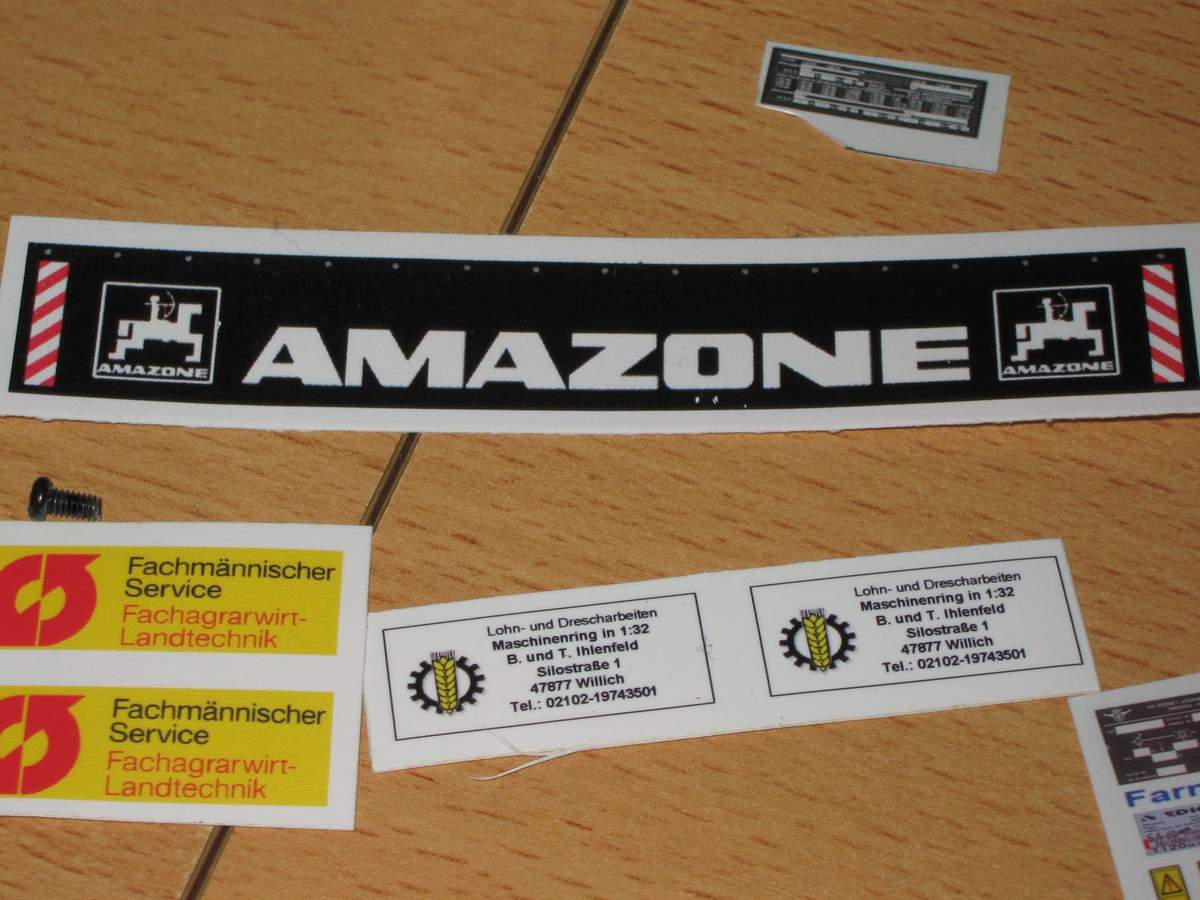 AMAZONE
AMAZONE
AMAZONE
Fachmännischer
Service
Fachagrarwirt-
Landtechnik
Fachmännischer
Service
Fachagrarwirt-
Landtechnik
Lohn- und Drescharbeiten
Maschinenring in 1:32
B. und T. Ihlenfeld
Silostraße 1
47877 Willich
Tel.: 02102-19743501
Lohn- und Drescharbeiten
Maschinenring in 1:32
B. und T. Ihlenfeld
Silostraße 1
47877 Willich
Tel.: 02102-19743501